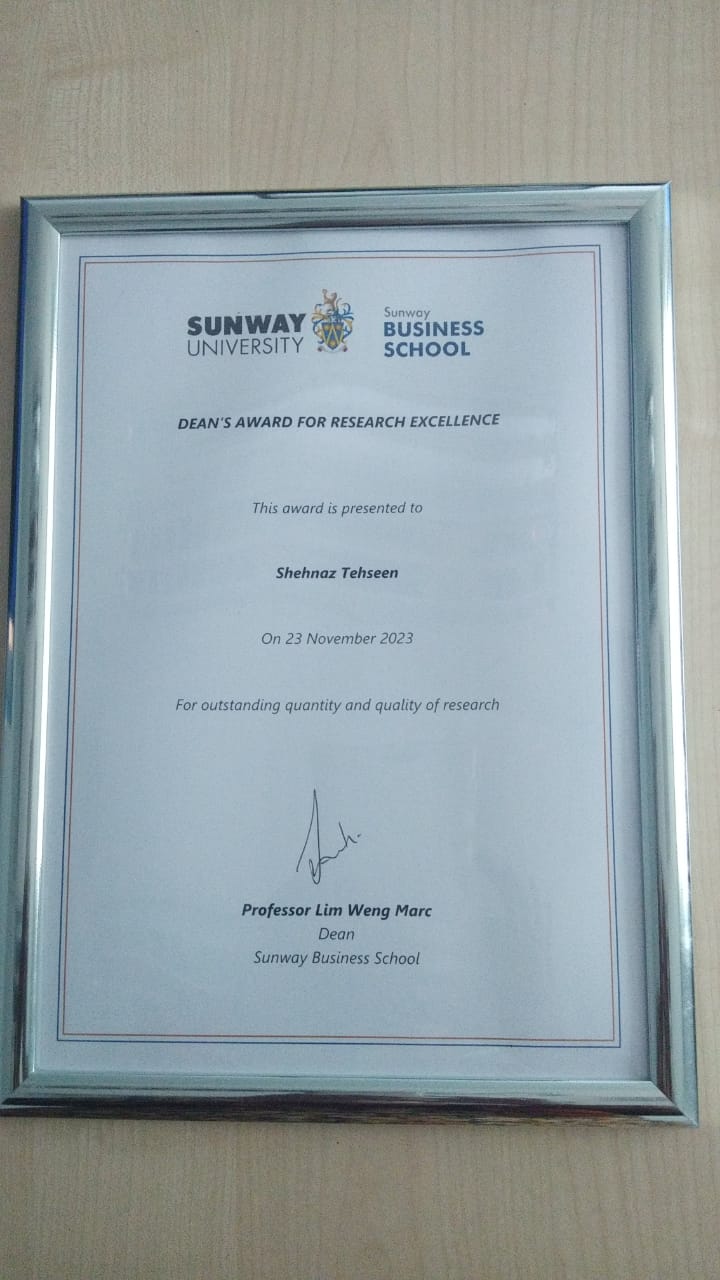 SUNWAY
UNIVERSITY
Sunway
BUSINESS
SCHOOL
DEAN'S AWARD FOR RESEARCH EXCELLENCE
This award is presented to
Shehnaz Tehseen
On 23 November 2023
For outstanding quantity and quality of research
Professor Lim Weng Marc
Dean
Sunway Business School